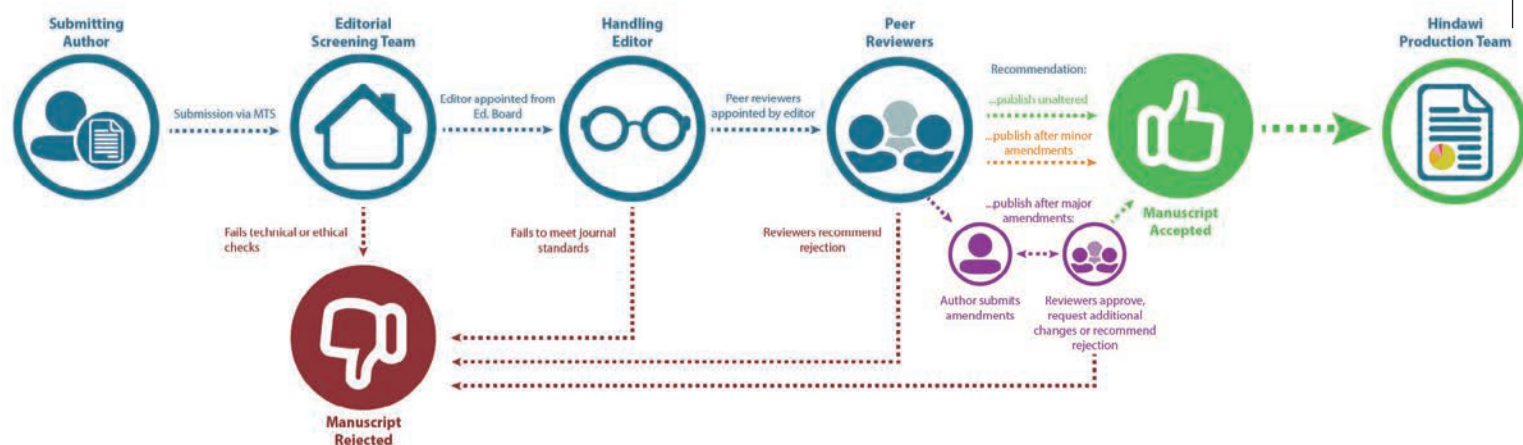 Submitting
Author
Editorial
Screening Team
Handling
Editor
Peer
Reviewers
Hindawi
Production Team
Submission via MTS
Editor appointed from
Ed. Board
Peer reviewers
appointed by editor
Recommendation:
...publish unaltered
...publish after minor
amendments
...publish after major
amendments:
Manuscript
Accepted
Fails technical or ethical
checks
Fails to meet journal
standards
Reviewers recommend
rejection
Author submits
amendments
Reviewers approve,
request additional
changes or recommend
rejection
Manuscript
Rejected